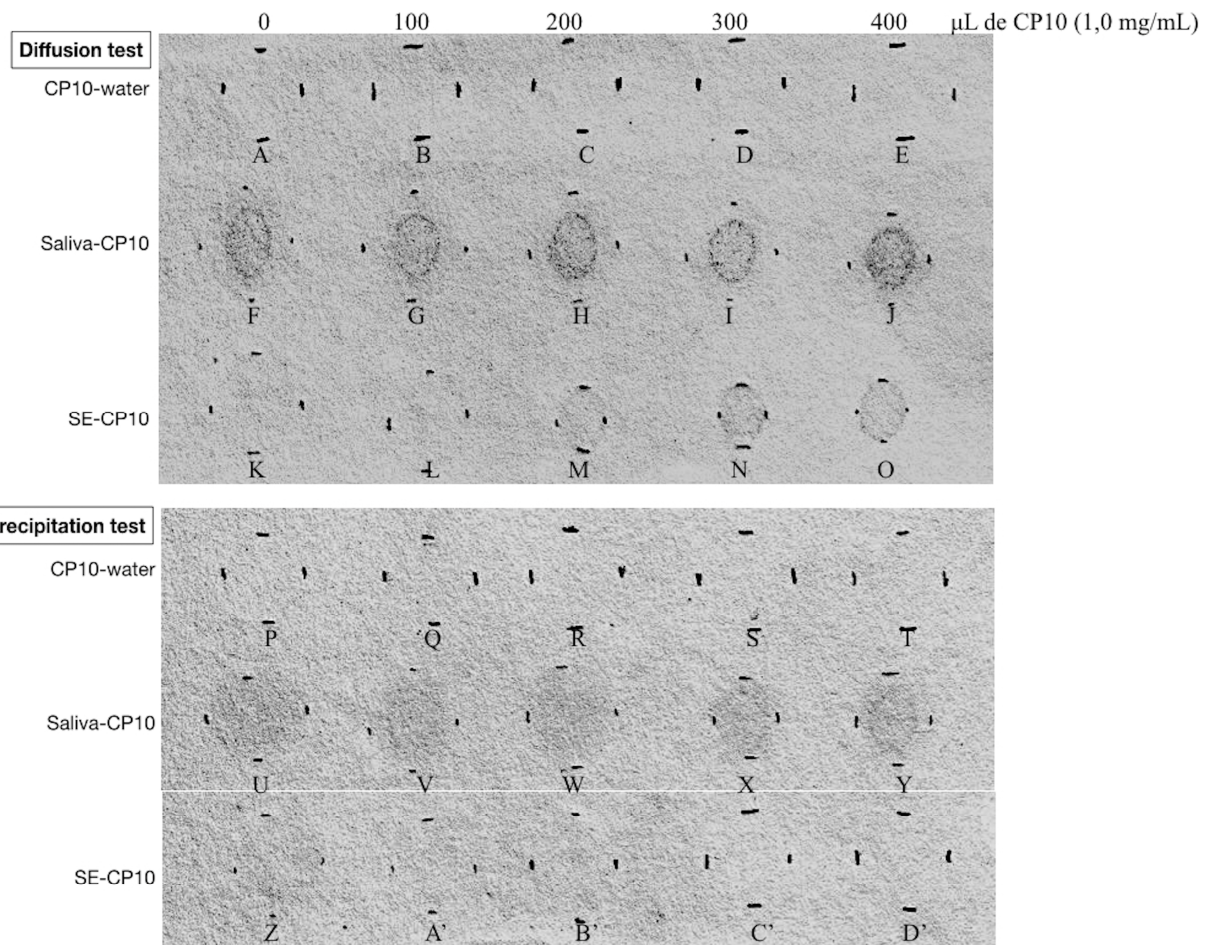 0 100 200 300 400 μL de CP10 (1,0 mg/mL)
Diffusion test
CP10-water
A B C D E
Saliva-CP10
F G H I J
SE-CP10
K L M N O
recipitation test
CP10-water
P Q R S T
Saliva-CP10
U V W X Y
SE-CP10
Z A' B' C' D'